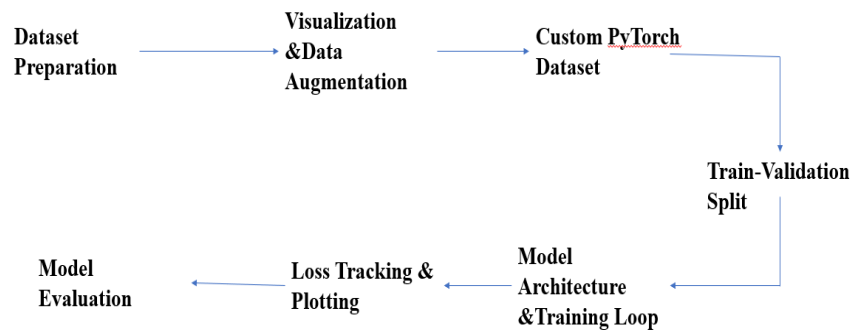 Dataset
Preparation
Visualization
&Data
Augmentation
Custom PyTorch
Dataset
Train-Validation
Split
Model
Architecture
&Training Loop
Loss Tracking &
Plotting
Model
Evaluation